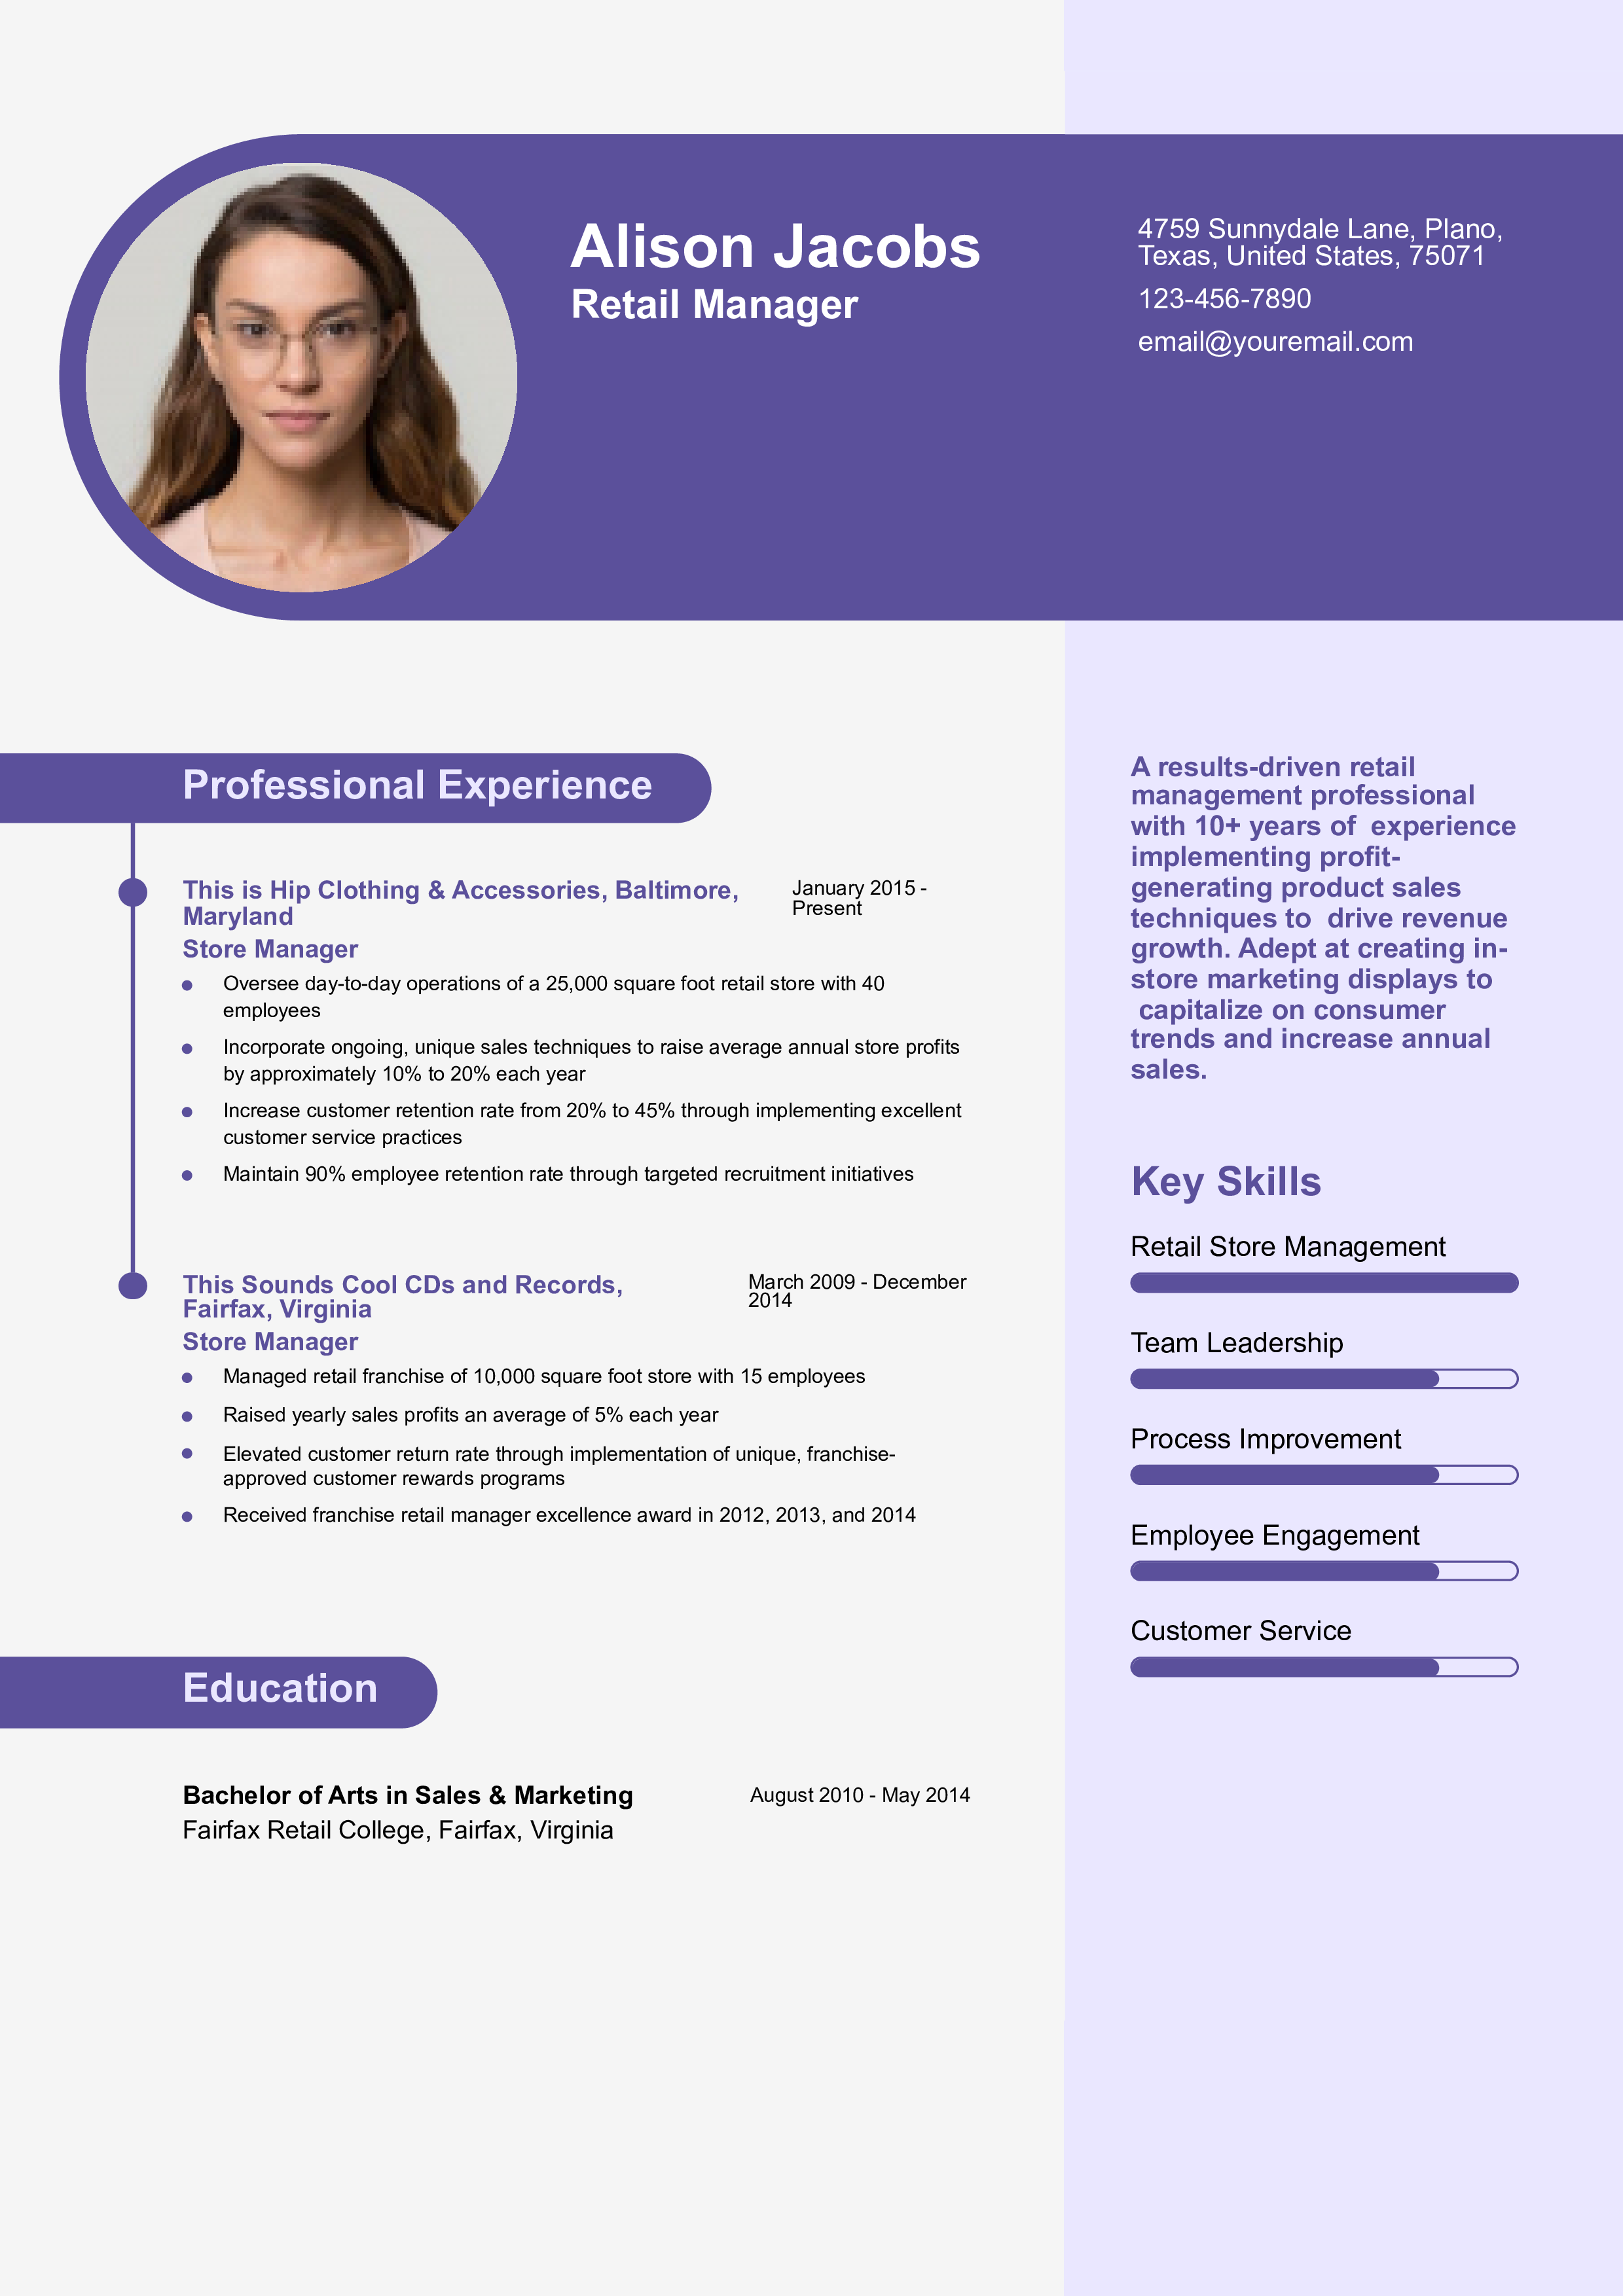 Alison Jacobs
Retail Manager
4759 Sunnydale Lane, Plano,
Texas, United States, 75071
123-456-7890
email@youremail.com
Professional Experience
This is Hip Clothing & Accessories, Baltimore,
Maryland
January 2015 -
Present
Store Manager
Oversee day-to-day operations of a 25,000 square foot retail store with 40
employees
Incorporate ongoing, unique sales techniques to raise average annual store profits
by approximately 10% to 20% each year
Increase customer retention rate from 20% to 45% through implementing excellent
customer service practices
Maintain 90% employee retention rate through targeted recruitment initiatives
This Sounds Cool CDs and Records,
Fairfax, Virginia
March 2009 - December
2014
Store Manager
Managed retail franchise of 10,000 square foot store with 15 employees
Raised yearly sales profits an average of 5% each year
Elevated customer return rate through implementation of unique, franchise-
approved customer rewards programs
Received franchise retail manager excellence award in 2012, 2013, and 2014
Education
Bachelor of Arts in Sales & Marketing
August 2010 - May 2014
Fairfax Retail College, Fairfax, Virginia
A results-driven retail
management professional
with 10+ years of  experience
implementing profit-
generating product sales
techniques to  drive revenue
growth. Adept at creating in-
store marketing displays to
capitalize on consumer
trends and increase annual
sales.
Key Skills
Retail Store Management
Team Leadership
Process Improvement
Employee Engagement
Customer Service